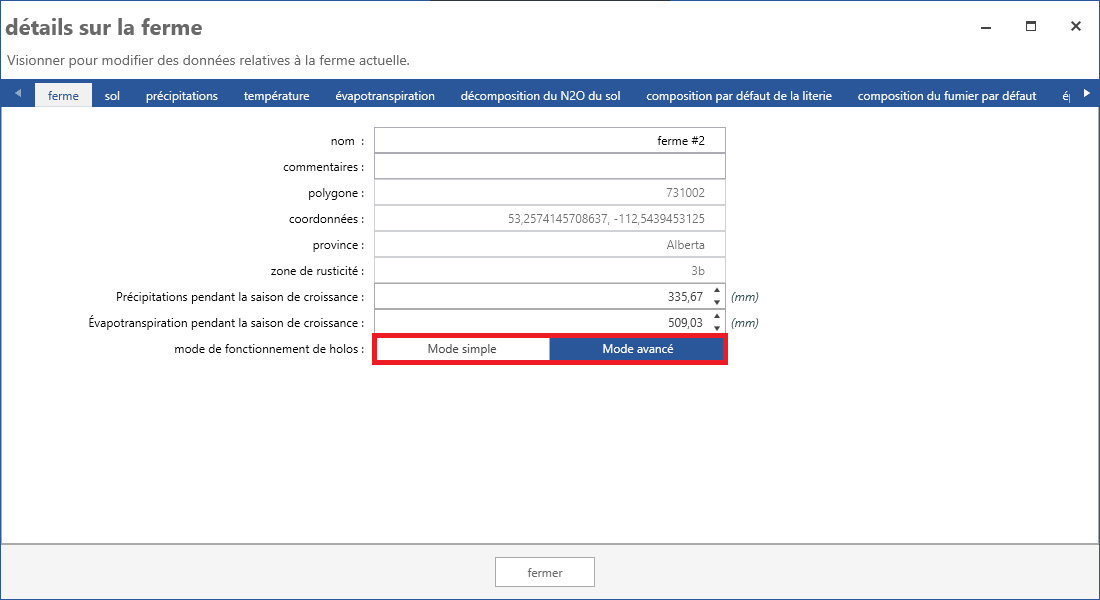 détails sur la ferme
Visionner pour modifier des données relatives à la ferme actuelle.
ferme sol précipitations température évapotranspiration décomposition du N2O du sol composition par défaut de la literie composition du fumier par défaut
nom : ferme #2
commentaires :
polygone : 731002
coordonnées : 53,2574145708637, -112,5439453125
province : Alberta
zone de rusticité : 3b
Précipitations pendant la saison de croissance : 335,67 (mm)
Évapotranspiration pendant la saison de croissance : 509,03 (mm)
mode de fonctionnement de holos : Mode simple Mode avancé
fermer